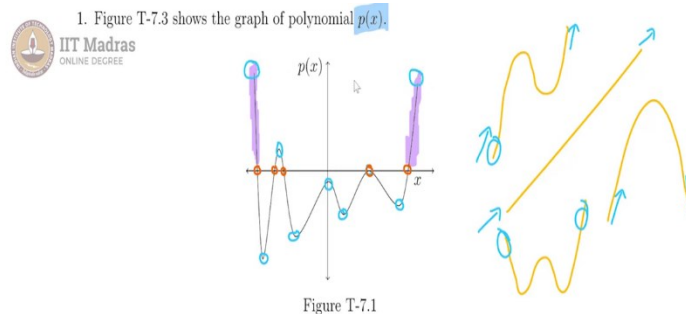 1. Figure T-7.3 shows the graph of polynomial p(x).
IIT Madras
ONLINE DEGREE
p(x)
x
Figure T-7.1